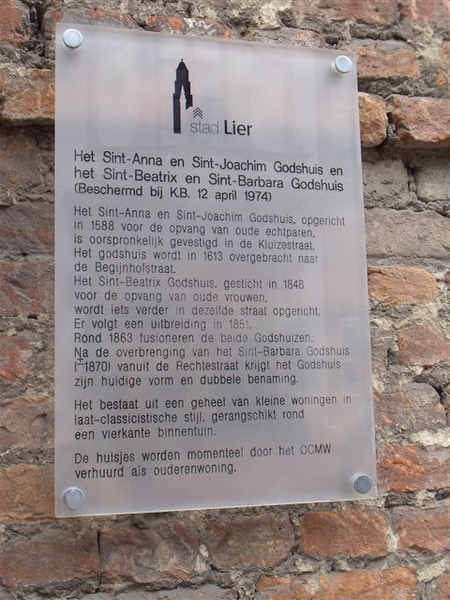 stad Lier
Het Sint-Anna en Sint-Joachim Godshuis en
het Sint-Beatrix en Sint-Barbara Godshuis
(Beschermd bij K.B. 12 april 1974)
Het Sint-Anna en Sint-Joachim Godshuis, opgericht
in 1588 voor de opvang van oude echtparen,
is oorspronkelijk gevestigd in de Kluizestraat.
Het godshuis wordt in 1613 overgebracht naar
de Begijnhofstraat.
Het Sint-Beatrix Godshuis, gesticht in 1848
voor de opvang van oude vrouwen,
wordt iets verder in dezelfde straat opgericht.
Er volgt een uitbreiding in 1851.
Rond 1863 fusioneren de beide Godshuizen.
Na de overbrenging van het Sint-Barbara Godshuis
(±1870) vanuit de Rechtestraat krijgt het Godshuis
zijn huidige vorm en dubbele benaming.
Het bestaat uit een geheel van kleine woningen in
laat-classicistische stijl, gerangschikt rond
een vierkante binnentuin.
De huisjes worden momenteel door het OCMW
verhuurd als ouderenwoning.